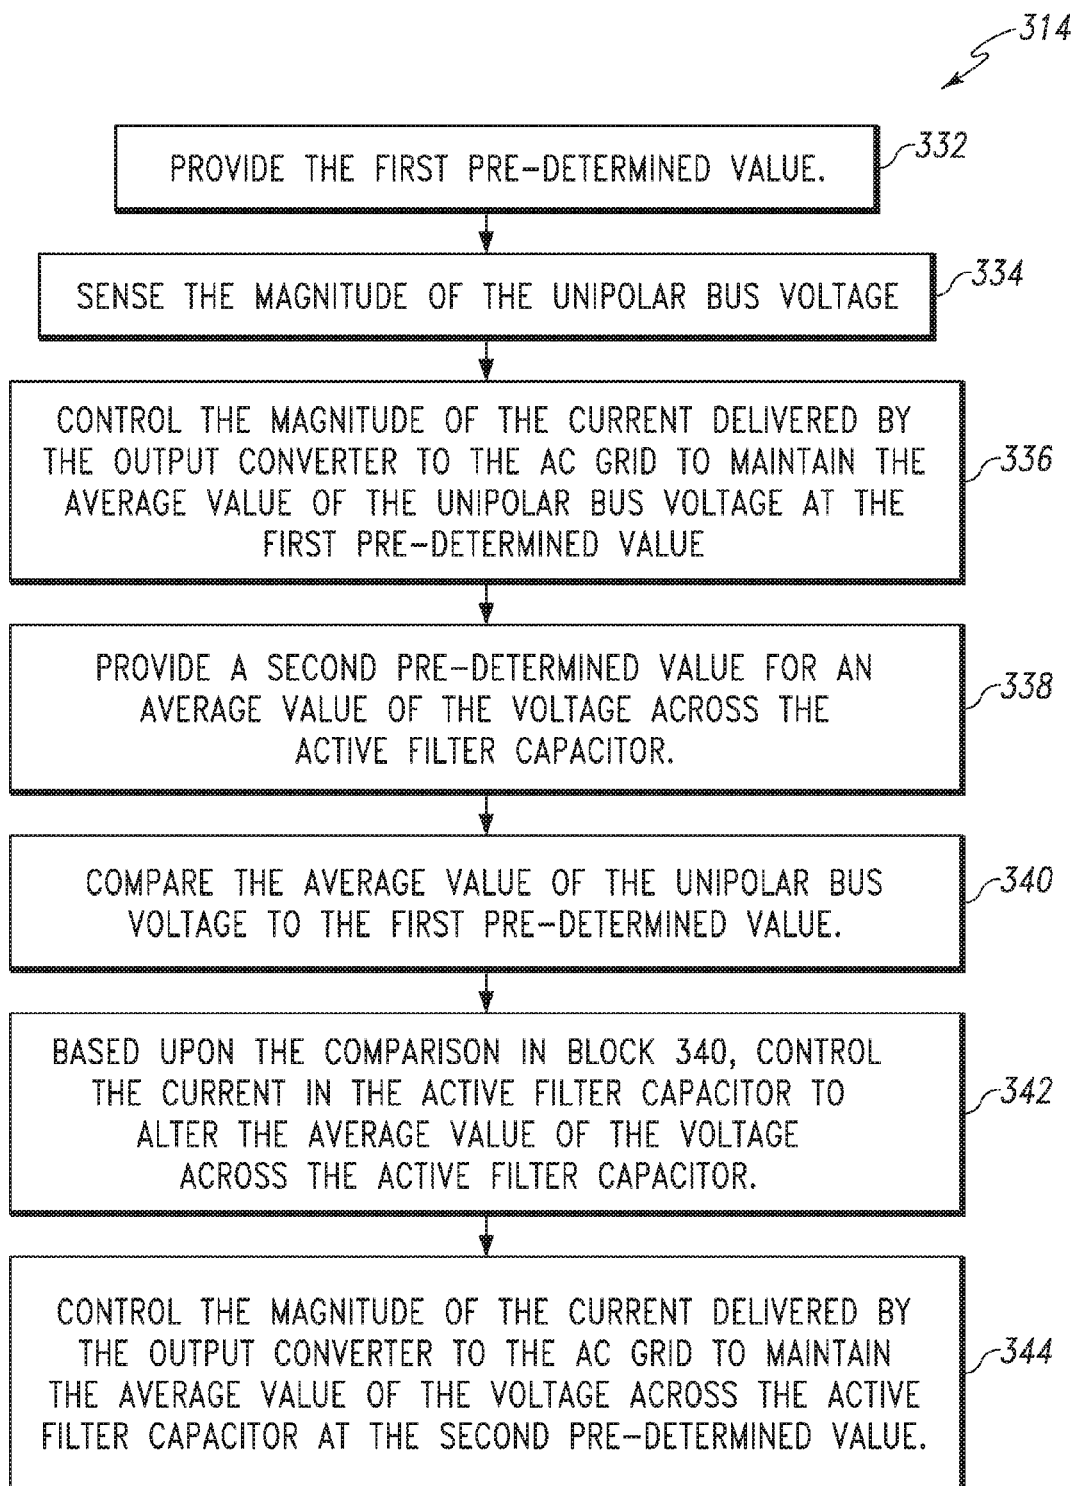 314
PROVIDE THE FIRST PRE-DETERMINED VALUE.
332
SENSE THE MAGNITUDE OF THE UNIPOLAR BUS VOLTAGE
334
CONTROL THE MAGNITUDE OF THE CURRENT DELIVERED BY
THE OUTPUT CONVERTER TO THE AC GRID TO MAINTAIN THE
AVERAGE VALUE OF THE UNIPOLAR BUS VOLTAGE AT THE
FIRST PRE-DETERMINED VALUE
336
PROVIDE A SECOND PRE-DETERMINED VALUE FOR AN
AVERAGE VALUE OF THE VOLTAGE ACROSS THE
ACTIVE FILTER CAPACITOR.
338
COMPARE THE AVERAGE VALUE OF THE UNIPOLAR BUS
VOLTAGE TO THE FIRST PRE-DETERMINED VALUE.
340
BASED UPON THE COMPARISON IN BLOCK 340, CONTROL
THE CURRENT IN THE ACTIVE FILTER CAPACITOR TO
ALTER THE AVERAGE VALUE OF THE VOLTAGE
ACROSS THE ACTIVE FILTER CAPACITOR.
342
CONTROL THE MAGNITUDE OF THE CURRENT DELIVERED BY
THE OUTPUT CONVERTER TO THE AC GRID TO MAINTAIN
THE AVERAGE VALUE OF THE VOLTAGE ACROSS THE ACTIVE
FILTER CAPACITOR AT THE SECOND PRE-DETERMINED VALUE.
344